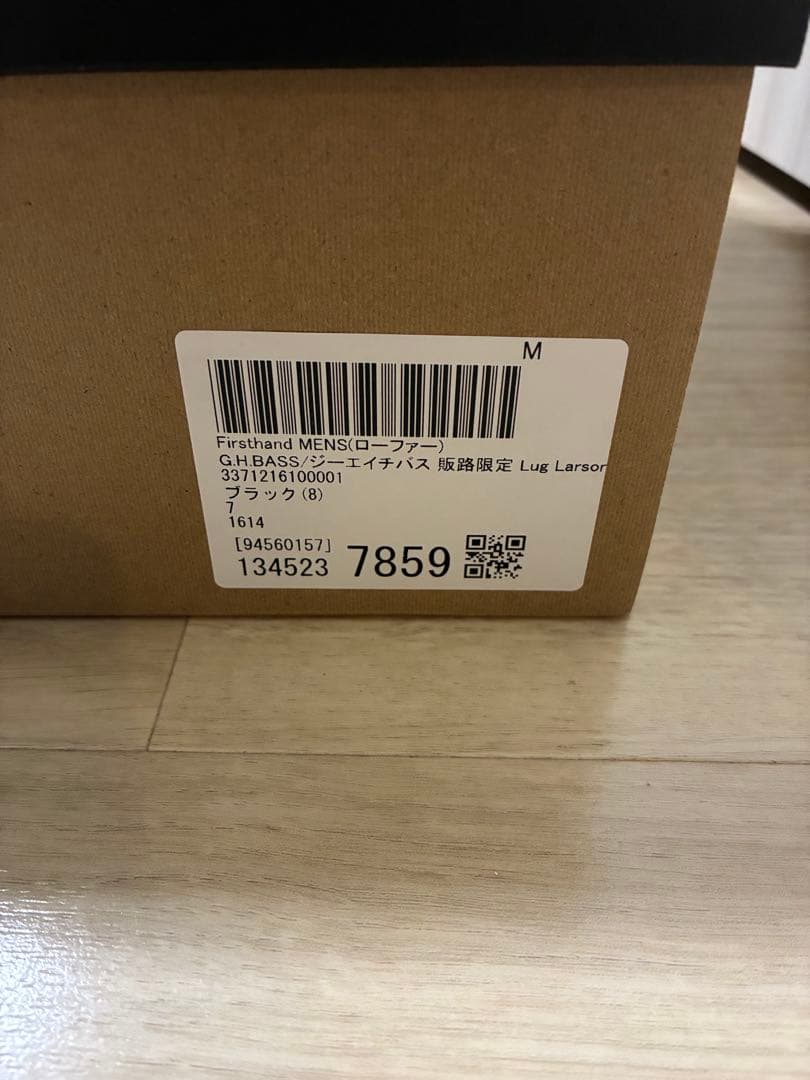 M
Firsthand MENS(ローファー)
G.H.BASS/ジーエイチバス 販路限定 Lug Larson
3371216100001
ブラック(8)
7
1614
[94560157]
134523 7859